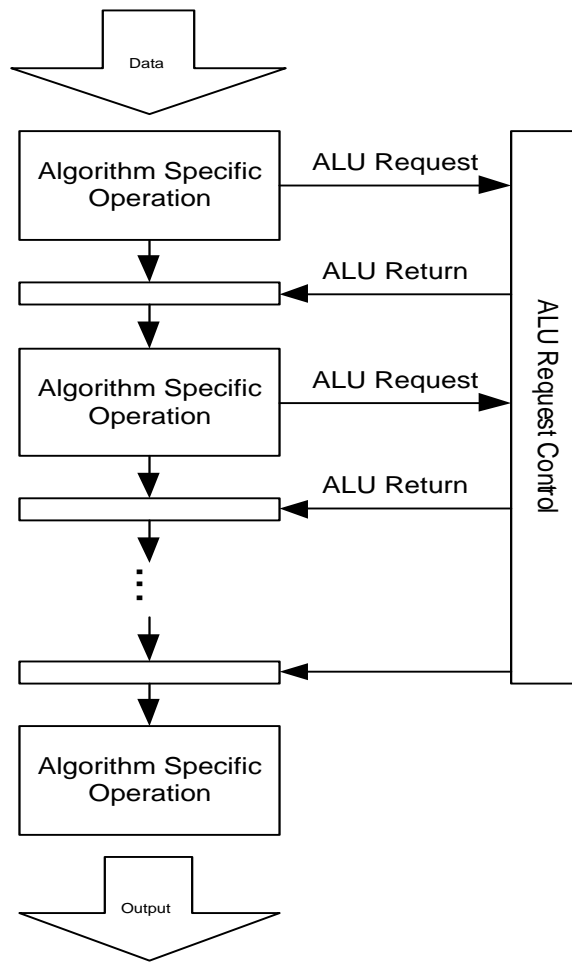 Data
Algorithm Specific
Operation
ALU Request
ALU Return
Algorithm Specific
Operation
ALU Request
ALU Return
ALU Request Control
...
Algorithm Specific
Operation
Output